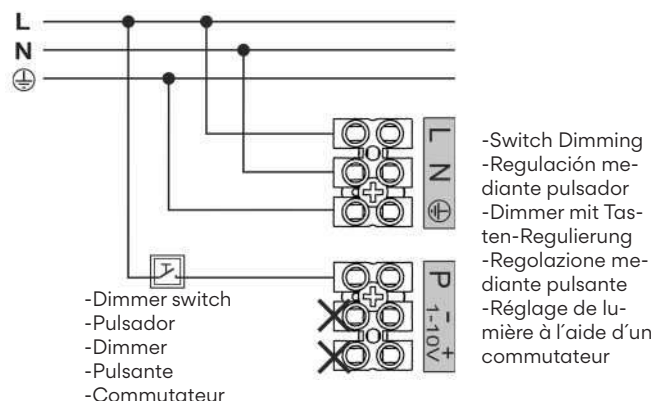 L
N
L
N
-Switch Dimming
-Regulación me-
diante pulsador
-Dimmer mit Tas-
ten-Regulierung
-Regolazione me-
diante pulsante
-Réglage de lu-
mière à l´aide d´un
commutateur
P
- +
1-10V
-Dimmer switch
-Pulsador
-Dimmer
-Pulsante
-Commutateur